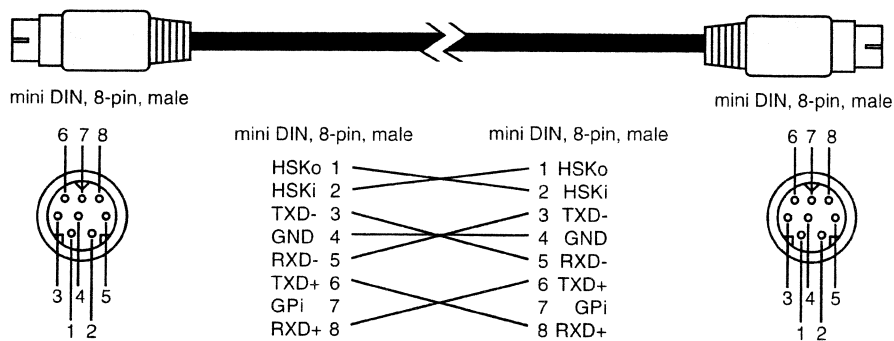 mini DIN, 8-pin, male
mini DIN, 8-pin, male
6 7 8
3 4 5
1 2
mini DIN, 8-pin, male mini DIN, 8-pin, male
HSKo 1 1 HSKo
HSKi 2 2 HSKi
TXD- 3 3 TXD-
GND 4 4 GND
RXD- 5 5 RXD-
TXD+ 6 6 TXD+
GPi 7 7 GPi
RXD+ 8 8 RXD+
6 7 8
3 4 5
1 2